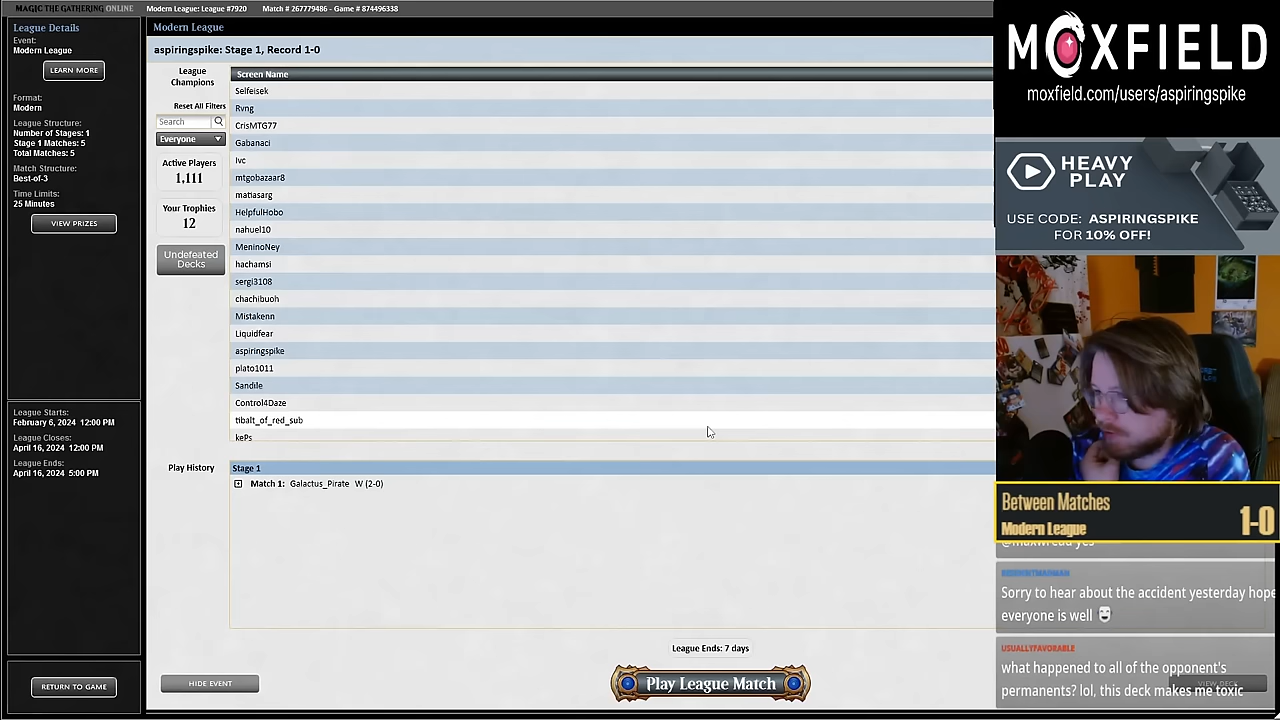 MAGIC THE GATHERING ONLINE
Modern League: League #7920
Match # 267779486 - Game # 874496338
League Details
Event:
Modern League
LEARN MORE
Format:
Modern
League Structure:
Number of Stages: 1
Stage 1 Matches: 5
Total Matches: 5
Match Structure:
Best-of-3
Time Limits:
25 Minutes
VIEW PRIZES
League Starts:
February 6, 2024 12:00 PM
League Closes:
April 16, 2024 12:00 PM
League Ends:
April 16, 2024 5:00 PM
RETURN TO GAME
Modern League
aspiringspike: Stage 1, Record 1-0
League
Champions
Reset All Filters
Search
Everyone
Active Players
1,111
Your Trophies
12
Undefeated
Decks
Screen Name
Selfeisek
Rvng
CrisMTG77
Gabanaci
lvc
mtgobazaar8
matiasarg
HelpfulHobo
nahuel10
MeninoNey
hachamsi
sergi3108
chachibuoh
Mistakenn
Liquidfear
aspiringspike
plato1011
Sandile
Control4Daze
tibalt_of_red_sub
kePs
Play History
Stage 1
Match 1: Galactus_Pirate W (2-0)
League Ends: 7 days
HIDE EVENT
Play League Match
MOXFIELD
moxfield.com/users/aspiringspike
HEAVY
PLAY
USE CODE: ASPIRINGSPIKE
FOR 10% OFF!
Between Matches
Modern League
1-0
Sorry to hear about the accident yesterday hope
everyone is well
USUALLYFAVORABLE
what happened to all of the opponent's
permanents? lol, this deck makes me toxic
VIEW DECK